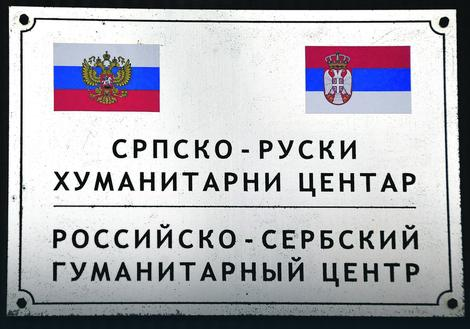 СРПСКО - РУСКИ
ХУМАНИТАРНИ ЦЕНТАР
РОССИЙСКО - СЕРБСКИЙ
ГУМАНИТАРНЫЙ ЦЕНТР